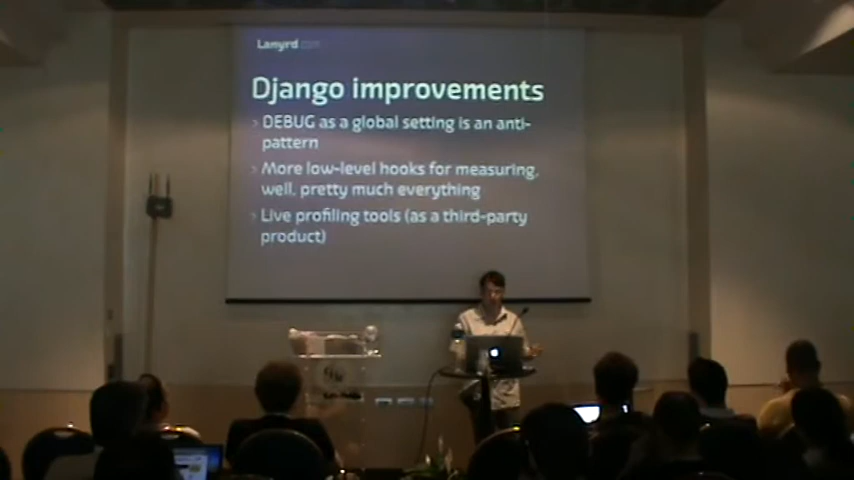 Lanyrd.com
Django improvements
› DEBUG as a global setting is an anti-
pattern
› More low-level hooks for measuring,
well, pretty much everything
› Live profiling tools (as a third-party
product)